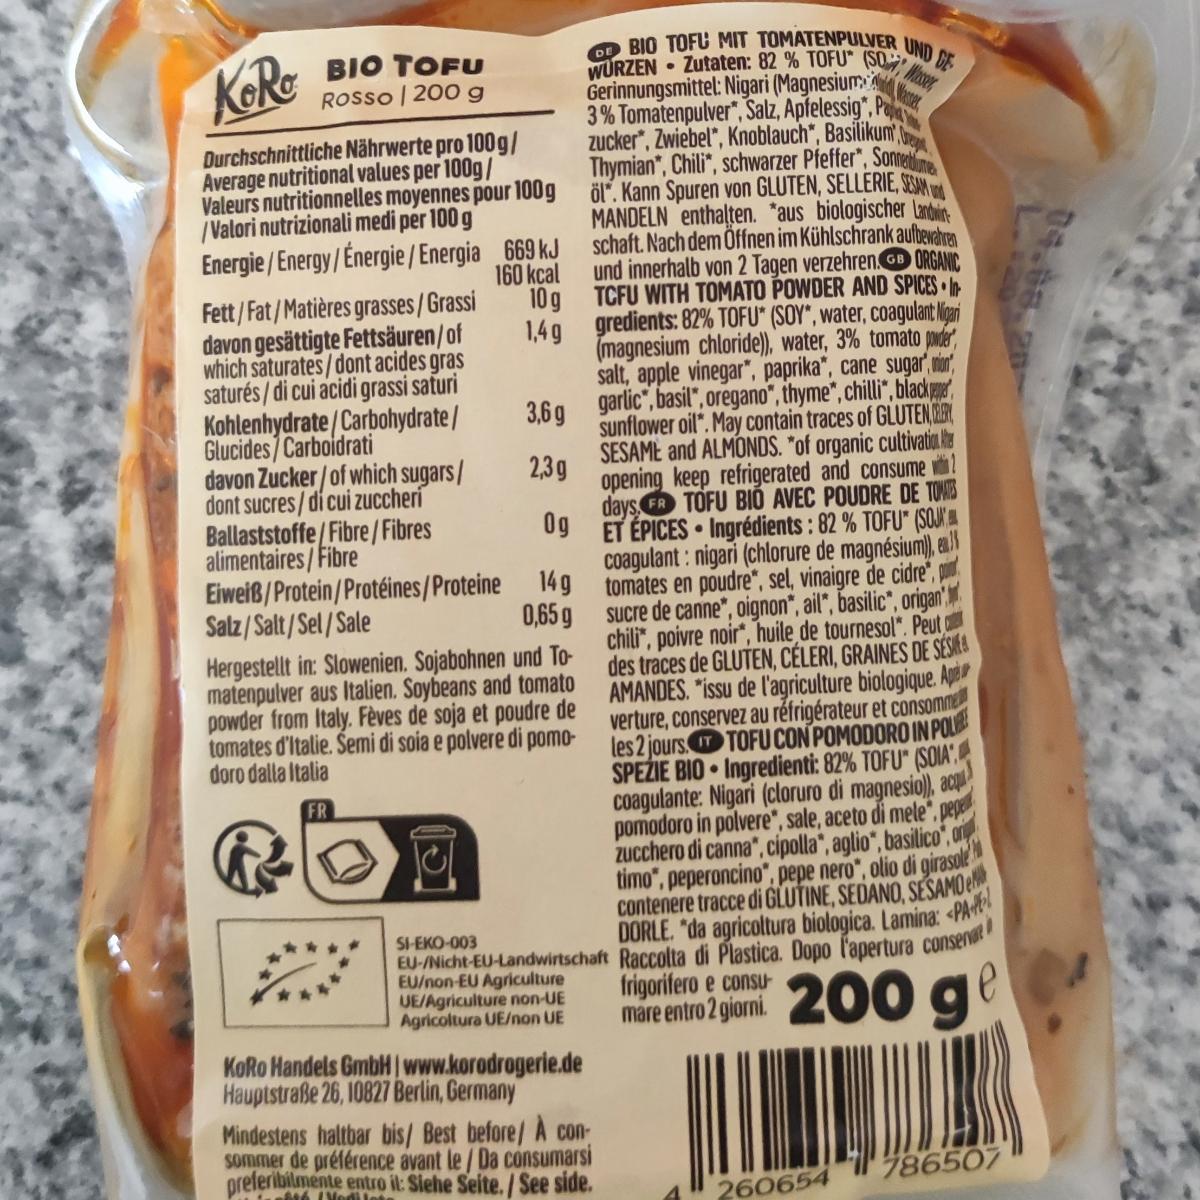 KoRo BIO TOFU
ROSSO | 200 g
Durchschnittliche Nährwerte pro 100 g /
Average nutritional values per 100g /
Valeurs nutritionnelles moyennes pour 100 g
/ Valori nutrizionali medi per 100 g
Energie / Energy / Énergie / Energia 669 kJ
160 kcal
Fett / Fat / Matières grasses / Grassi 10 g
davon gesättigte Fettsäuren / of 1,4 g
which saturates / dont acides gras
saturés / di cui acidi grassi saturi
Kohlenhydrate / Carbohydrate / 3,6 g
Glucides / Carboidrati
davon Zucker / of which sugars / 2,3 g
dont sucres / di cui zuccheri
Ballaststoffe / Fibre / Fibres 0 g
alimentaires / Fibre
Eiweiß / Protein / Protéines / Proteine 14 g
Salz / Salt / Sel / Sale 0,65 g
Hergestellt in: Slowenien. Sojabohnen und To-
matenpulver aus Italien. Soybeans and tomato
powder from Italy. Fèves de soja et poudre de
tomates d'Italie. Semi di soia e polvere di pomo-
doro dalla Italia
FR
SI-EKO-003
EU-/Nicht-EU-Landwirtschaft
EU/non-EU Agriculture
UE/Agriculture non-UE
Agricoltura UE/non UE
KoRo Handels GmbH | www.korodrogerie.de
Hauptstraße 26, 10827 Berlin, Germany
Mindestens haltbar bis/ Best before/ À con-
sommer de préférence avant le / Da consumarsi
preferibilmente entro il: Siehe Seite. / See side.
DE BIO TOFU MIT TOMATENPULVER UND GE-
WÜRZEN • Zutaten: 82 % TOFU* Wasser,
Gerinnungsmittel: Nigari Wasser,
3 % Tomatenpulver*, Salz, Apfelessig*,
zucker*, Zwiebel*, Knoblauch*, Basilikum*,
Thymian*, Chili*, schwarzer Pfeffer*, Sonnenblumen-
öl*. Kann Spuren von GLUTEN, SELLERIE, SESAM und
MANDELN enthalten. *aus biologischer Landwirt-
schaft. Nach dem Öffnen im Kühlschrank aufbewahren
und innerhalb von 2 Tagen verzehren. GB ORGANIC
TOFU WITH TOMATO POWDER AND SPICES • In-
gredients: 82% TOFU* (SOY*, water, coagulant: Nigari
(magnesium chloride)), water, 3% tomato powder*,
salt, apple vinegar*, paprika*, cane sugar*, onion*,
garlic*, basil*, oregano*, thyme*, chilli*, black pepper*,
sunflower oil*. May contain traces of GLUTEN, CELERY,
SESAME and ALMONDS. *of organic cultivation. After
opening keep refrigerated and consume within 2
days. FR TOFU BIO AVEC POUDRE DE TOMATES
ET ÉPICES • Ingrédients : 82 % TOFU* (SOJA*,
coagulant : nigari (chlorure de magnésium)),
tomates en poudre*, sel, vinaigre de cidre*,
sucre de canne*, oignon*, ail*, basilic*, origan*,
chili*, poivre noir*, huile de tournesol*. Peut
des traces de GLUTEN, CÉLERI, GRAINES DE
AMANDES. *issu de l'agriculture biologique.
verture, conservez au réfrigérateur et
les 2 jours. IT TOFU CON POMODORO IN
SPEZIE BIO • Ingredienti: 82% TOFU* (SOIA*,
coagulante: Nigari (cloruro di magnesio)),
pomodoro in polvere*, sale, aceto di mele*,
zucchero di canna*, cipolla*, aglio*, basilico*,
timo*, peperoncino*, pepe nero*, olio di girasole*
contenere tracce di GLUTINE, SEDANO, SESAMO e MAN-
DORLE. *da agricoltura biologica. Lamina:
Raccolta di Plastica. Dopo l'apertura conservare in
frigorifero e consu-
mare entro 2 giorni.
200 g e
4 260654 786507